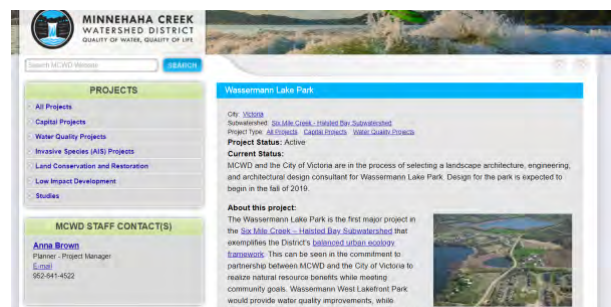 MINNEHAHA CREEK
WATERSHED DISTRICT
QUALITY OF WATER, QUALITY OF LIFE
Search MCWD Website
SEARCH
PROJECTS
All Projects
Capital Projects
Water Quality Projects
Invasive Species (AIS) Projects
Land Conservation and Restoration
Low Impact Development
Studies
MCWD STAFF CONTACT(S)
Anna Brown
Planner - Project Manager
E-mail
952-641-4522
Wassermann Lake Park
City: Victoria
Subwatershed: Six Mile Creek - Halsted Bay Subwatershed
Project Type: All Projects Capital Projects Water Quality Projects
Project Status: Active
Current Status:
MCWD and the City of Victoria are in the process of selecting a landscape architecture, engineering,
and architectural design consultant for Wassermann Lake Park. Design for the park is expected to
begin in the fall of 2019.
About this project:
The Wassermann Lake Park is the first major project in
the Six Mile Creek – Halsted Bay Subwatershed that
exemplifies the District's balanced urban ecology
framework. This can be seen in the commitment to
partnership between MCWD and the City of Victoria to
realize natural resource benefits while meeting
community goals. Wassermann West Lakefront Park
would provide water quality improvements, while